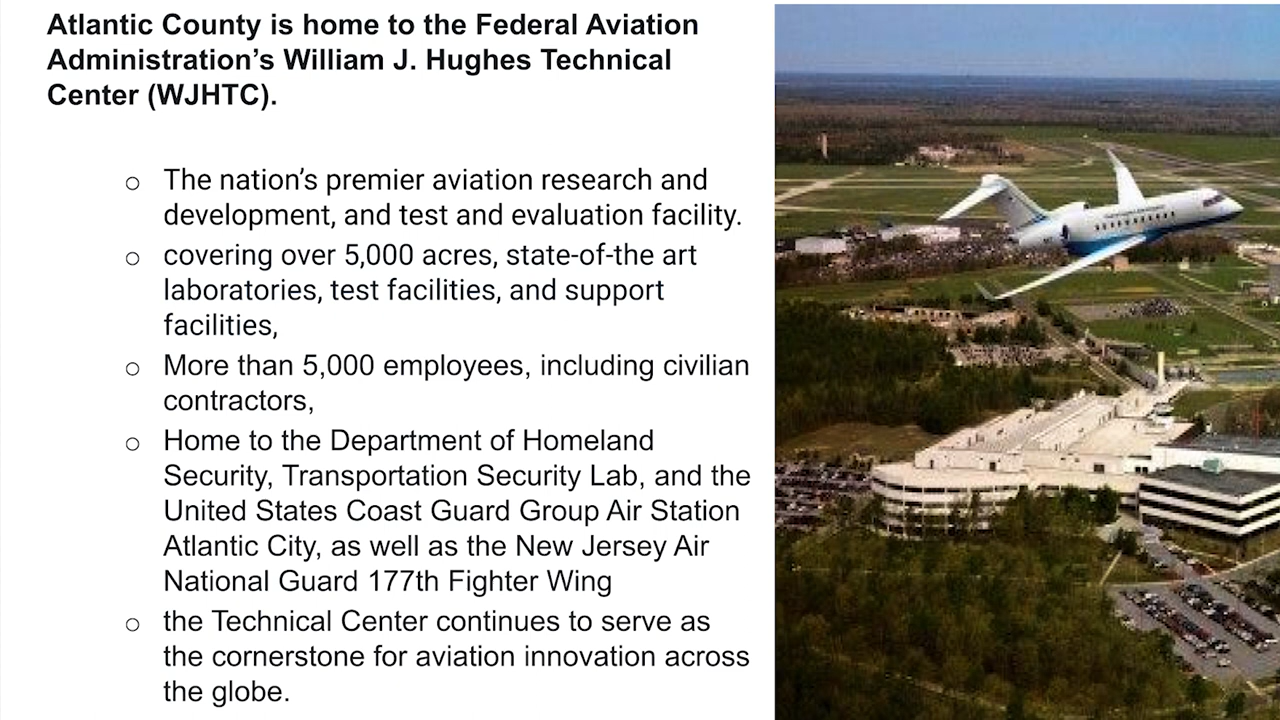 Atlantic County is home to the Federal Aviation
Administration’s William J. Hughes Technical
Center (WJHTC).
○ The nation’s premier aviation research and
development, and test and evaluation facility.
○ covering over 5,000 acres, state-of-the art
laboratories, test facilities, and support
facilities,
○ More than 5,000 employees, including civilian
contractors,
○ Home to the Department of Homeland
Security, Transportation Security Lab, and the
United States Coast Guard Group Air Station
Atlantic City, as well as the New Jersey Air
National Guard 177th Fighter Wing
○ the Technical Center continues to serve as
the cornerstone for aviation innovation across
the globe.